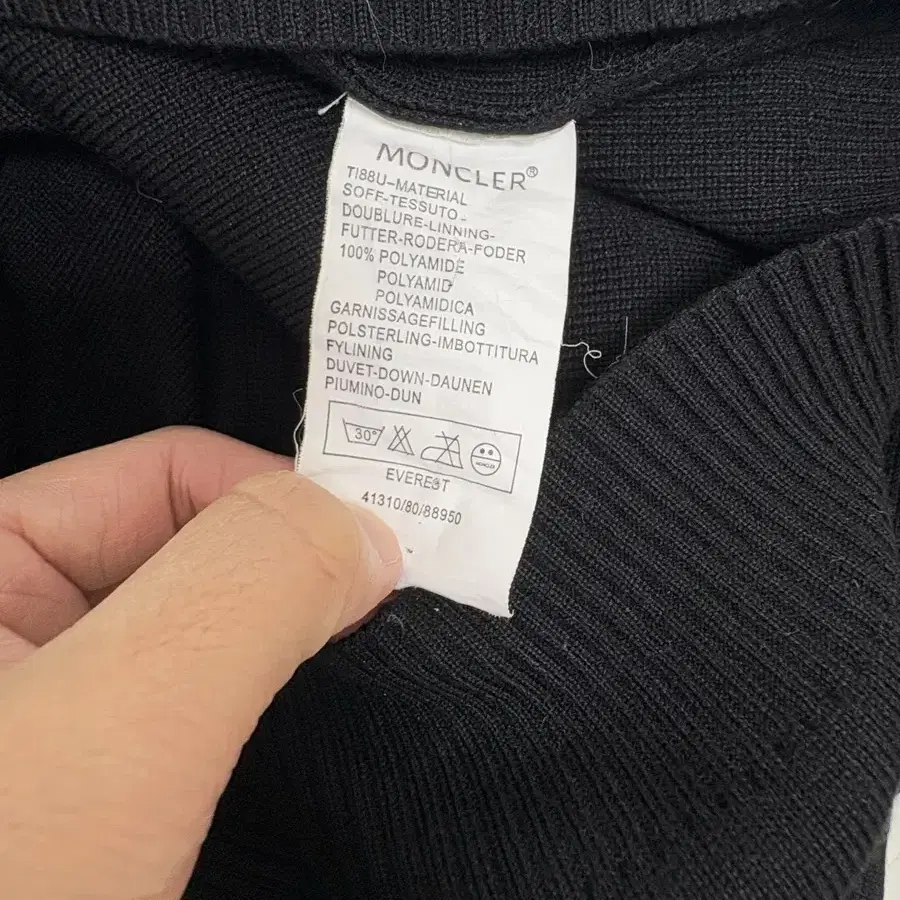 MONCLER®
TI88U-MATERIAL
SOFF-TESSUTO-
DOUBLURE-LINNING-
FUTTER-RODERA-FODER
100% POLYAMIDE
POLYAMID
POLYAMIDICA
GARNISSAGEFILLING
POLSTERLING-IMBOTTITURA
FYLINING
DUVET-DOWN-DAUNEN
PIUMINO-DUN
30°
MONCLER
EVEREST
41310/80/88950